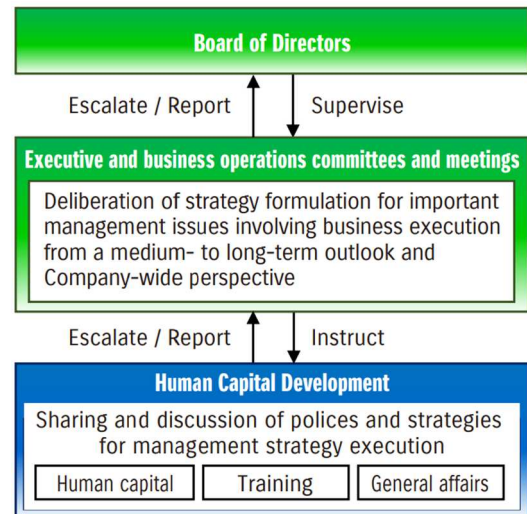 Board of Directors
Escalate / Report Supervise
Executive and business operations committees and meetings
Deliberation of strategy formulation for important
management issues involving business execution
from a medium- to long-term outlook and
Company-wide perspective
Escalate / Report Instruct
Human Capital Development
Sharing and discussion of polices and strategies
for management strategy execution
Human capital Training General affairs